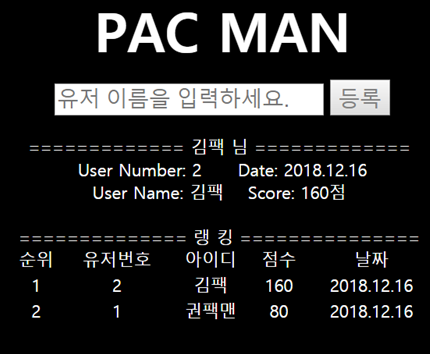 PAC MAN
유저 이름을 입력하세요. 등록
============= 김팩 님 =============
User Number: 2 Date: 2018.12.16
User Name: 김팩 Score: 160점
============== 랭 킹 ===============
순위 유저번호 아이디 점수 날짜
1 2 김팩 160 2018.12.16
2 1 권팩맨 80 2018.12.16